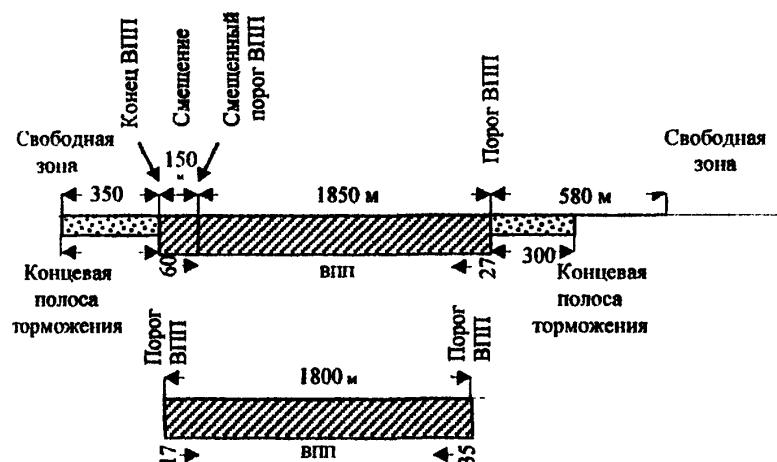 Конец ВПП
Смещение
Смещенный
порог ВПП
Порог ВПП
Свободная
зона
Свободная
зона
150
м
350
1850 м
580 м
60
ВПП
27
300
Концевая
полоса
торможения
Концевая
полоса
торможения
Порог
ВПП
Порог
ВПП
1800 м
17
ВПП
35